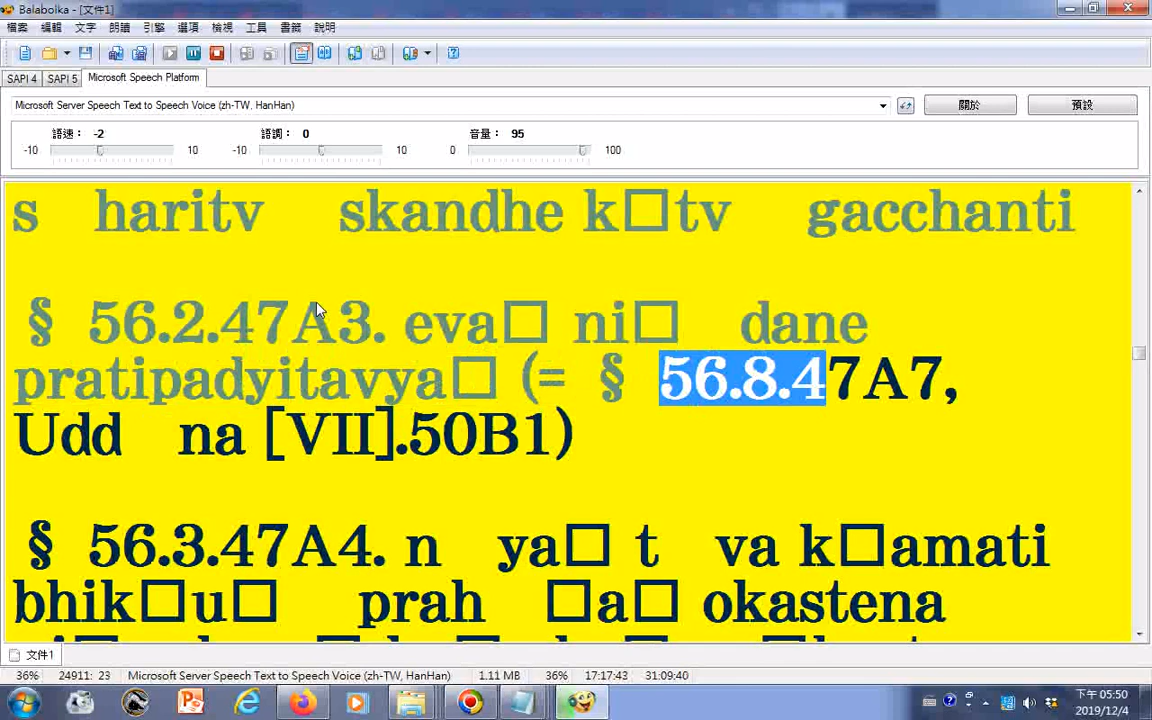 Balabolka - [文件1]
檔案 編輯 文字 朗讀 引擎 選項 檢視 工具 書籤 說明
SAPI 4 SAPI 5 Microsoft Speech Platform
Microsoft Server Speech Text to Speech Voice (zh-TW, HanHan) 關於 預設
語速： -2 語調： 0 音量： 95
-10 10 -10 10 0 100
s haritv skandhe k□tv gacchanti
§ 56.2.47A3. eva□ ni□ dane
pratipadyitavya□ (= § 56.8.47A7,
Udd na [VII].50B1)
§ 56.3.47A4. n ya□ t va k□amati
bhik□u□ prah □a□ okastena
文件1
36% 24911: 23 Microsoft Server Speech Text to Speech Voice (zh-TW, HanHan) 1.11 MB 36% 17:17:43 31:09:40
下午 05:50
2019/12/4